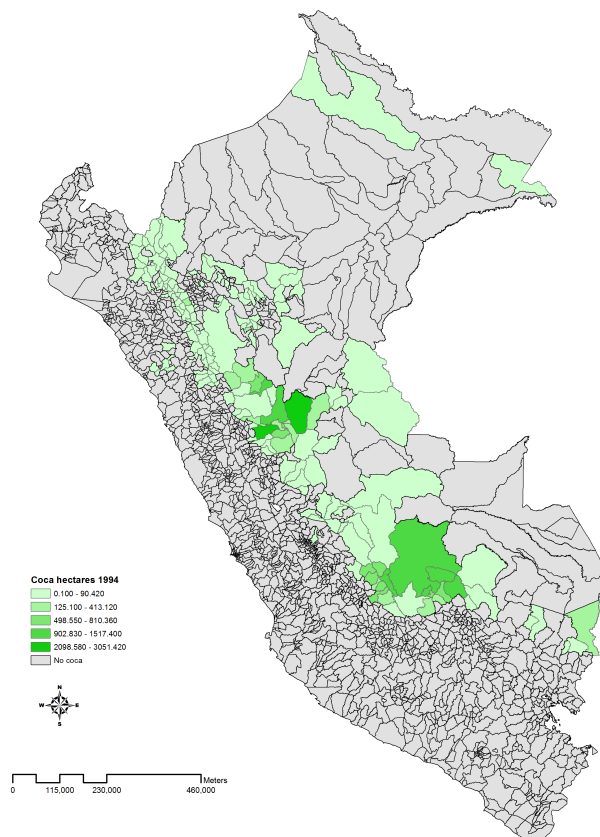 Coca hectares 1994
0.100 - 90.420
125.100 - 413.120
498.550 - 810.360
902.830 - 1517.400
2098.580 - 3051.420
No coca
N
W E
S
Meters
0 115,000 230,000 460,000